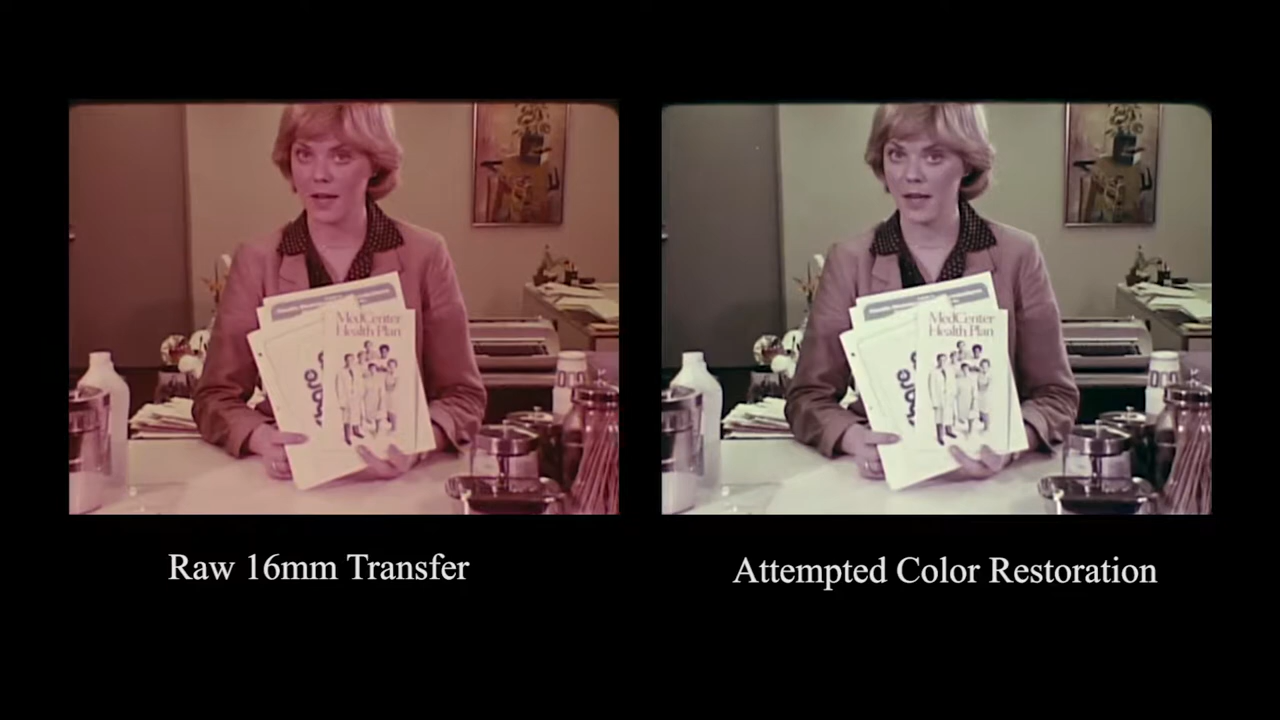 MedCenter
Health Plan
MedCenter
Health Plan
Raw 16mm Transfer
Attempted Color Restoration